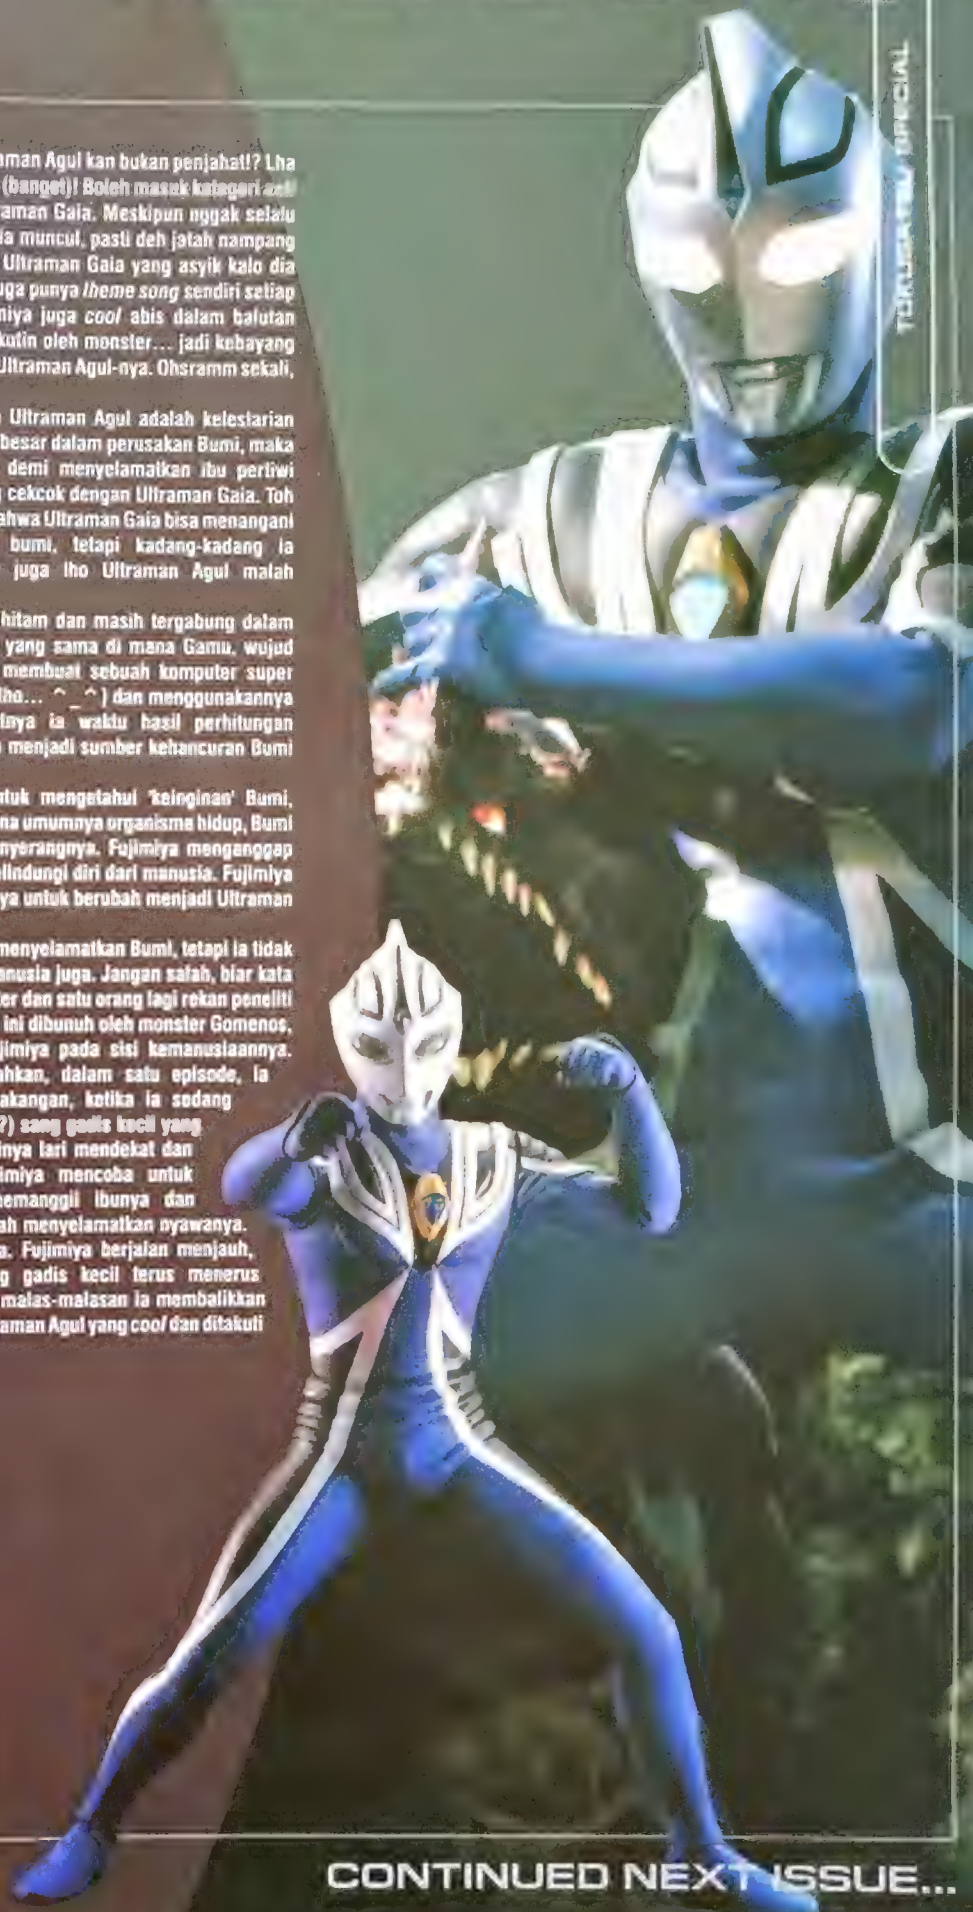 TOKUSATSU SPECIAL
aman Agul kan bukan penjahat!? Lha
(banget)! Boleh masuk kategori anti
aman Gaia. Meskipun nggak selalu
ia muncul, pasti deh jatah nampang
Ultraman Gaia yang asyik kalo dia
uga punya theme song sendiri setiap
miya juga cool abis dalam balutan
kutin oleh monster... jadi kebayang
Ultraman Agul-nya. Ohsramm sekali,
Ultraman Agul adalah kelestarian
besar dalam perusakan Bumi, maka
demi menyelamatkan ibu pertiwi
cekcok dengan Ultraman Gaia. Toh
ahwa Ultraman Gaia bisa menangani
bumi, tetapi kadang-kadang ia
juga lho Ultraman Agul malah
hitam dan masih tergabung dalam
yang sama di mana Gamu, wujud
membuat sebuah komputer super
lho... ^_^) dan menggunakannya
lnya ia waktu hasil perhitungan
menjadi sumber kehancuran Bumi
tuk mengetahui 'keinginan' Bumi,
na umumnya organisme hidup, Bumi
nyerangnya. Fujimiya menganggap
elindungi diri dari manusia. Fujimiya
ya untuk berubah menjadi Ultraman
menyelamatkan Bumi, tetapi ia tidak
anusia juga. Jangan salah, biar kata
er dan satu orang lagi rekan peneliti
ini dibunuh oleh monster Gomenos,
jimiya pada sisi kemanusiaannya.
ahkan, dalam satu episode, ia
akangan, ketika ia sedang
?) sang gadis kecil yang
inya lari mendekat dan
imiya mencoba untuk
emanggil ibunya dan
ah menyelamatkan nyawanya.
a. Fujimiya berjalan menjauh,
g gadis kecil terus menerus
malas-malasan ia membalikkan
aman Agul yang cool dan ditakuti
CONTINUED NEXT ISSUE...